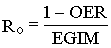 R₀ = 1 − OER / EGIM